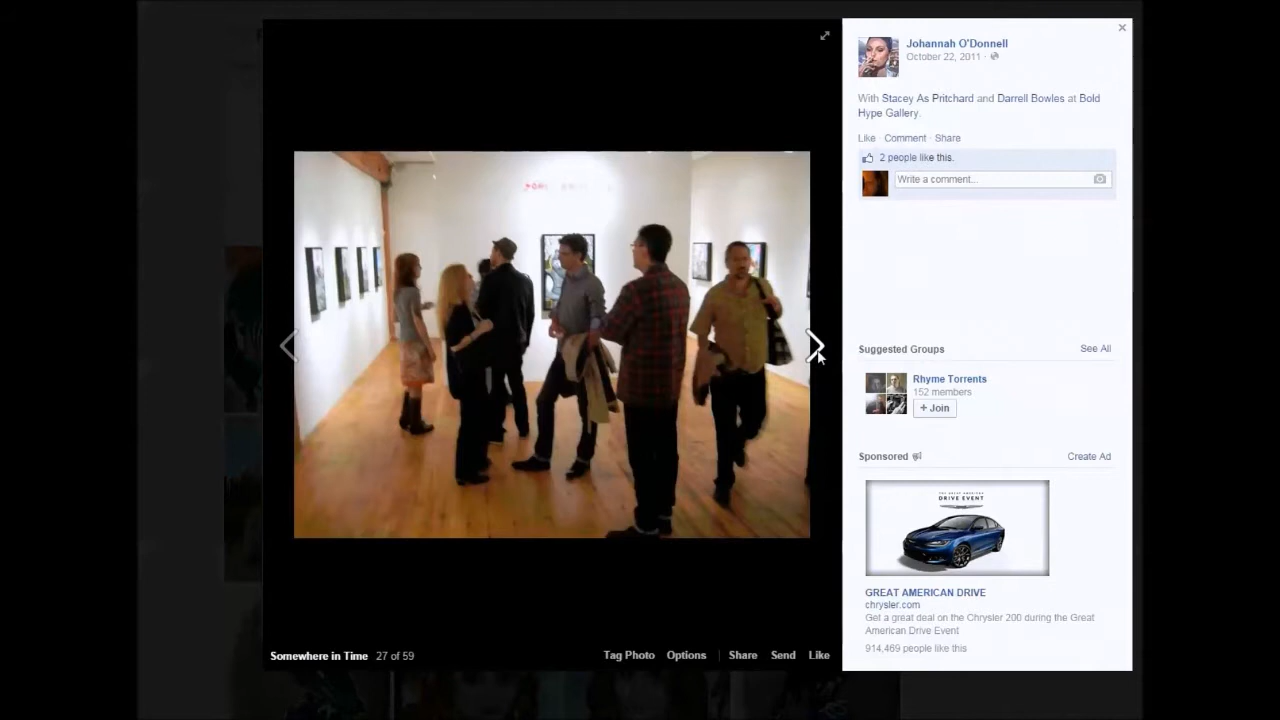 Johannah O'Donnell
October 22, 2011 ·
With Stacey As Pritchard and Darrell Bowles at Bold
Hype Gallery.
Like · Comment · Share
2 people like this.
Write a comment...
Suggested Groups
See All
Rhyme Torrents
152 members
+ Join
Sponsored
Create Ad
DRIVE EVENT
GREAT AMERICAN DRIVE
chrysler.com
Get a great deal on the Chrysler 200 during the Great
American Drive Event
914,469 people like this
Somewhere in Time 27 of 59
Tag Photo Options Share Send Like